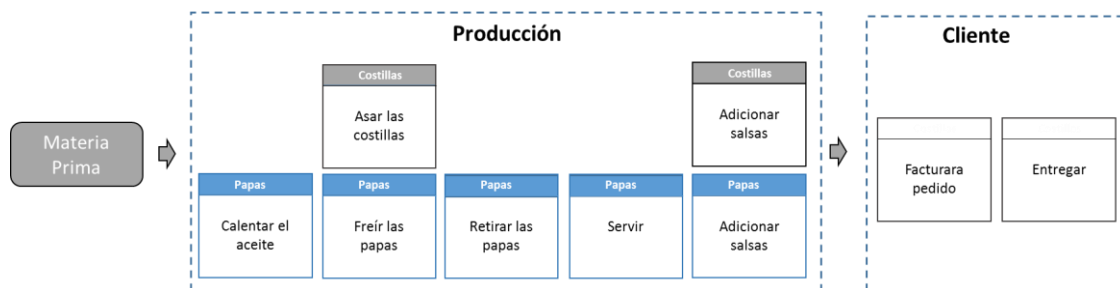 Producción
Cliente
Costillas
Costillas
Asar las
costillas
Adicionar
salsas
Materia
Prima
Facturara
pedido
Entregar
Papas
Papas
Papas
Papas
Papas
Calentar el
aceite
Freír las
papas
Retirar las
papas
Servir
Adicionar
salsas